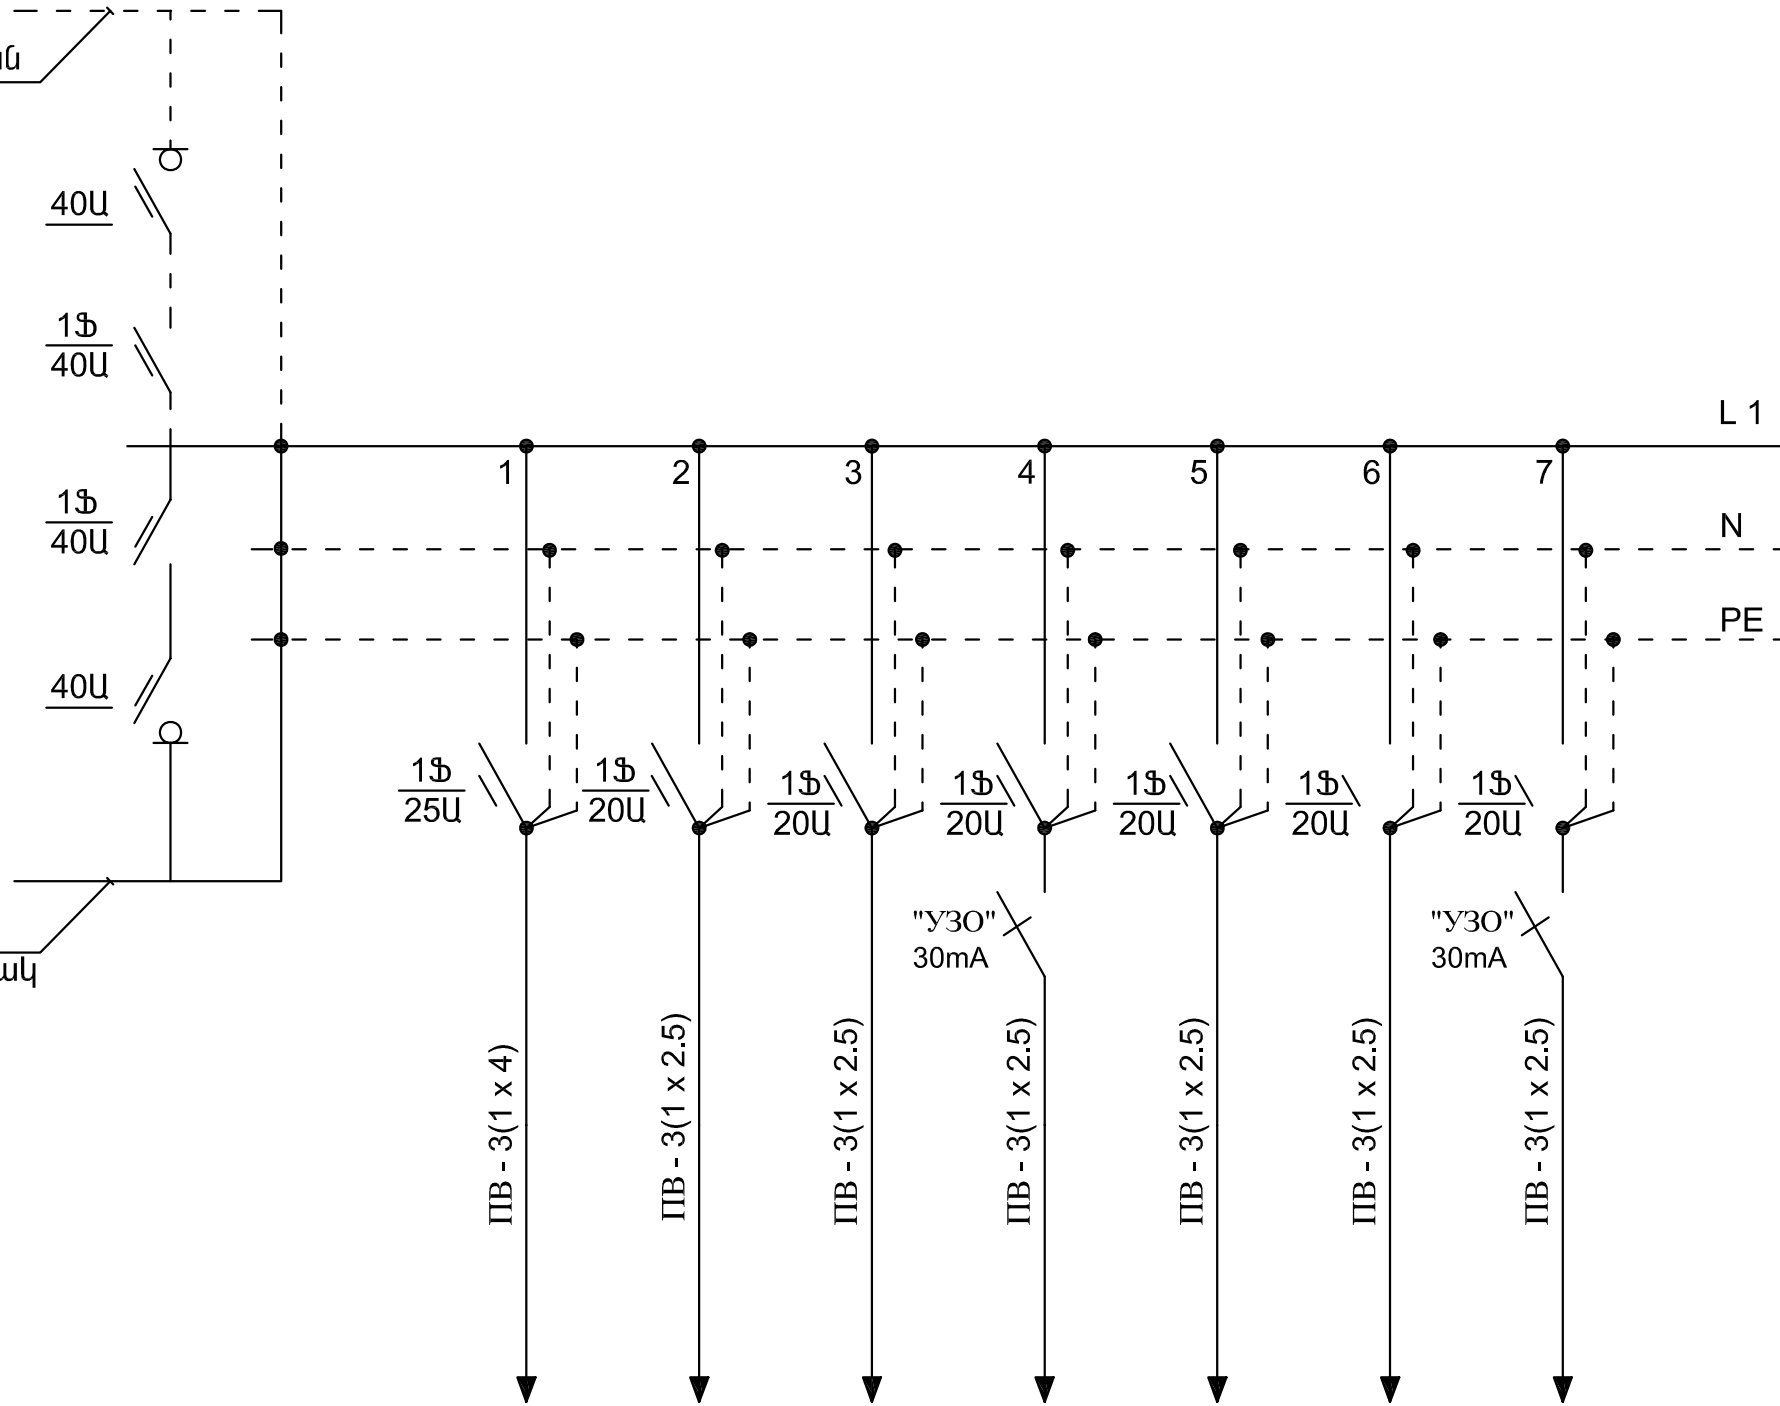 40Ա
1Ֆ
40Ա
L 1
1
2
3
4
5
6
7
1Ֆ
40Ա
N
PE
40Ա
1Ֆ
25Ա
1Ֆ
20Ա
1Ֆ
20Ա
1Ֆ
20Ա
1Ֆ
20Ա
1Ֆ
20Ա
1Ֆ
20Ա
"УЗО"
30mA
"УЗО"
30mA
ПВ - 3(1 x 4)
ПВ - 3(1 x 2.5)
ПВ - 3(1 x 2.5)
ПВ - 3(1 x 2.5)
ПВ - 3(1 x 2.5)
ПВ - 3(1 x 2.5)
ПВ - 3(1 x 2.5)